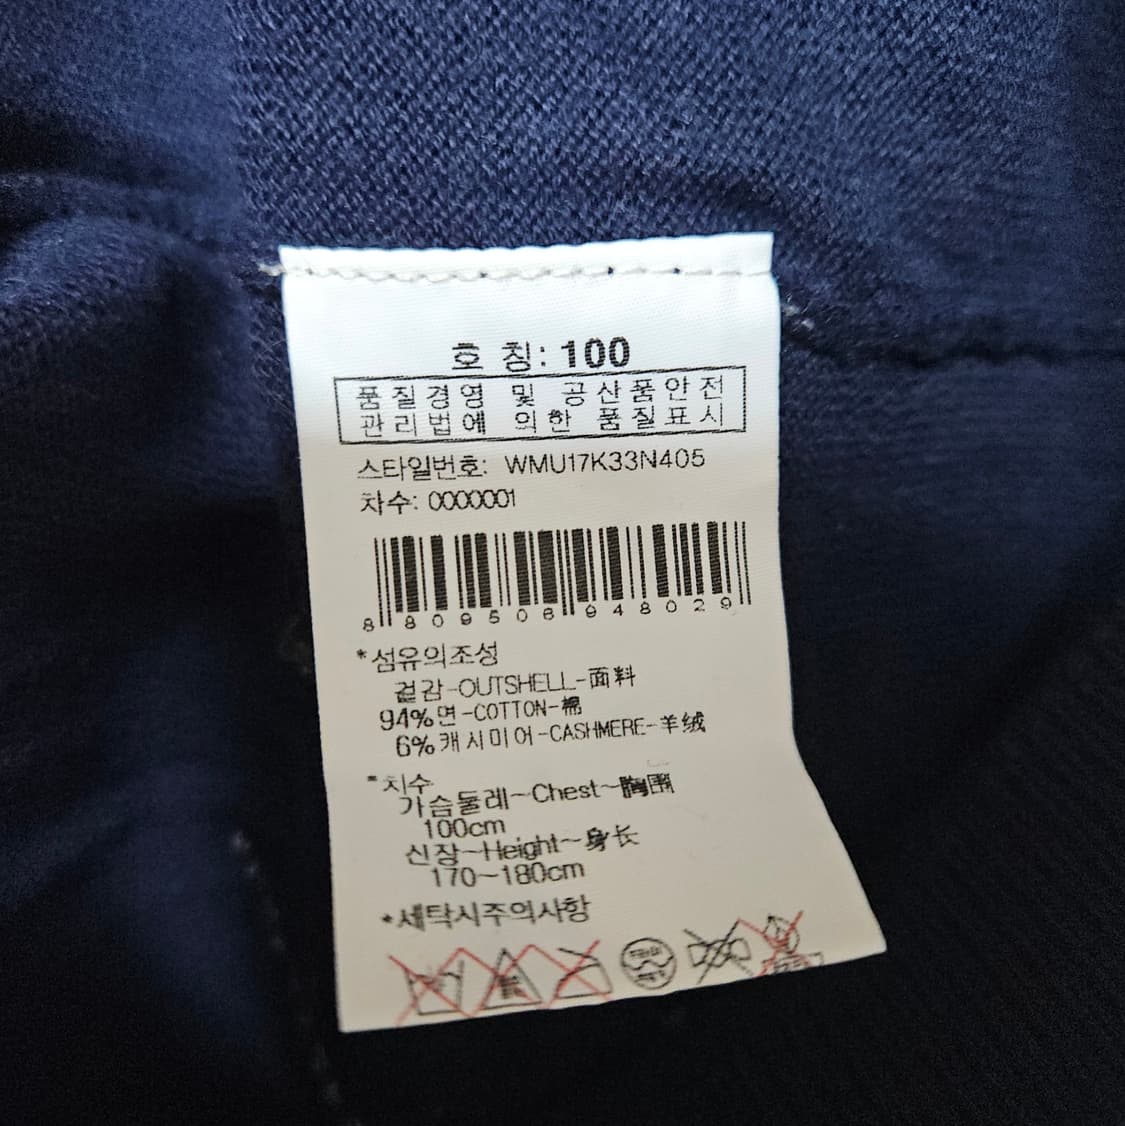 호 칭: 100
품질경영 및 공산품안전
관리법에 의한 품질표시
스타일번호: WMU17K33N405
차수: 0000001
8 809506 948029
*섬유의조성
겉감-OUTSHELL-面料
94%면-COTTON-棉
6%캐시미어-CASHMERE-羊绒
*치수
가슴둘레~Chest~胸围
100cm
신장~Height~身长
170~180cm
*세탁시주의사항